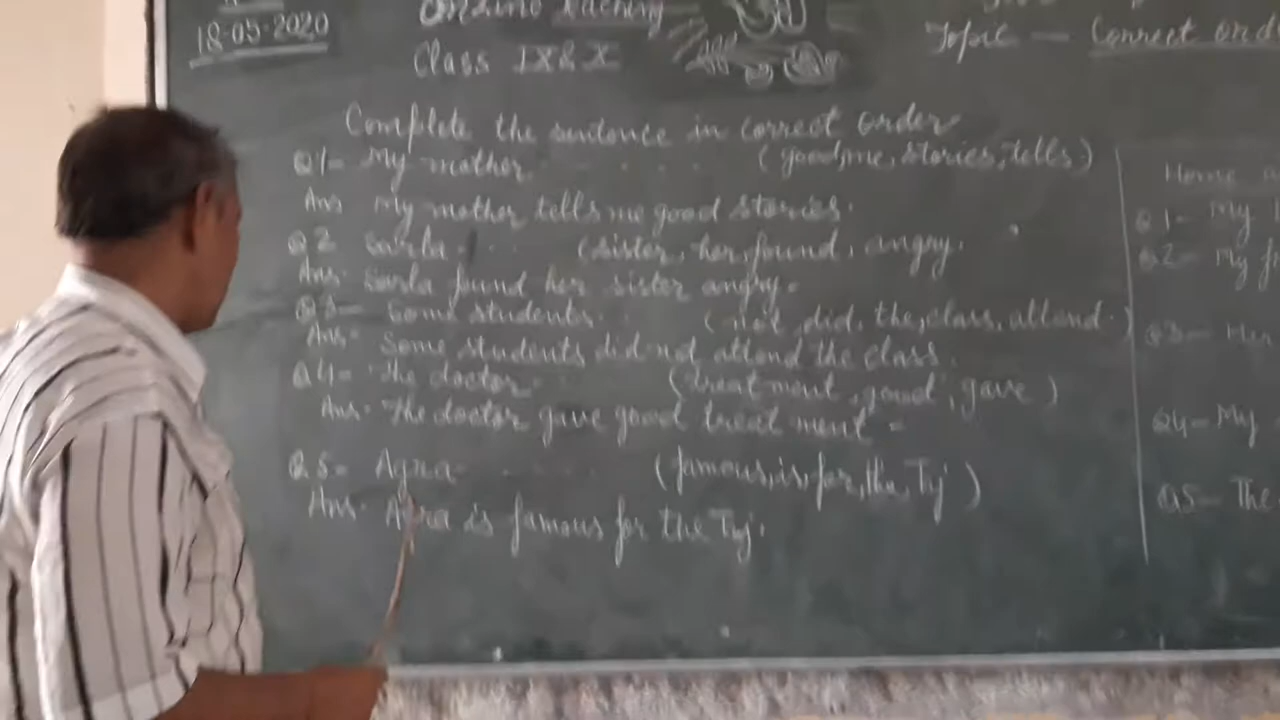 18-05-2020
Online Teaching
Class IX & X
Topic — Correct ord
Complete the sentence in correct order
Q1- My mother . . . . (good, me, stories, tells)
Ans My mother tells me good stories.
Q2 Sarla . . . (sister, her, found, angry.
Ans- Sarla found her sister angry.
Q3- Some students. (not, did, the, class, attend.)
Ans- Some students did not attend the class.
Q4- The doctor . . (treatment, good, gave)
Ans- The doctor gave good treatment -
Q5- Agra . . . . (famous, is, for, the, Taj)
Ans- Agra is famous for the Taj.
Home
Q1- My
Q2- My
Q3- Her
Q4- My
Q5- The